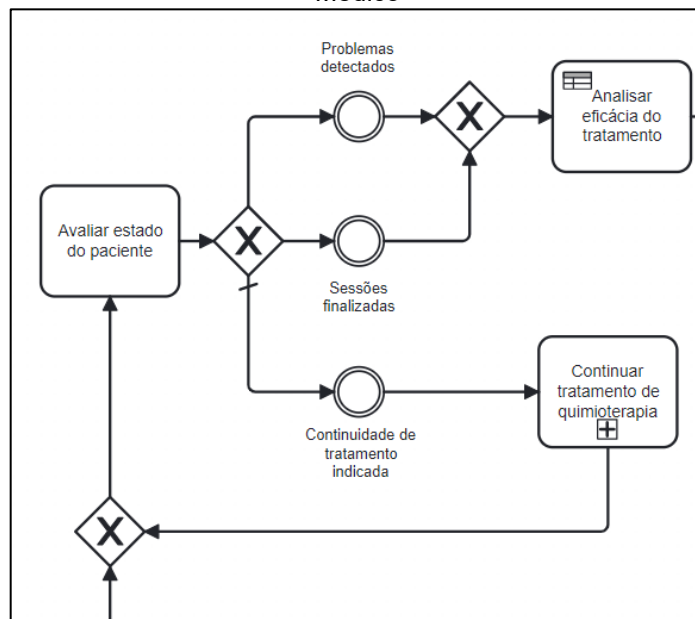 Problemas
detectados
Analisar
eficácia do
tratamento
Avaliar estado
do paciente
Sessões
finalizadas
Continuar
tratamento de
quimioterapia
Continuidade de
tratamento
indicada